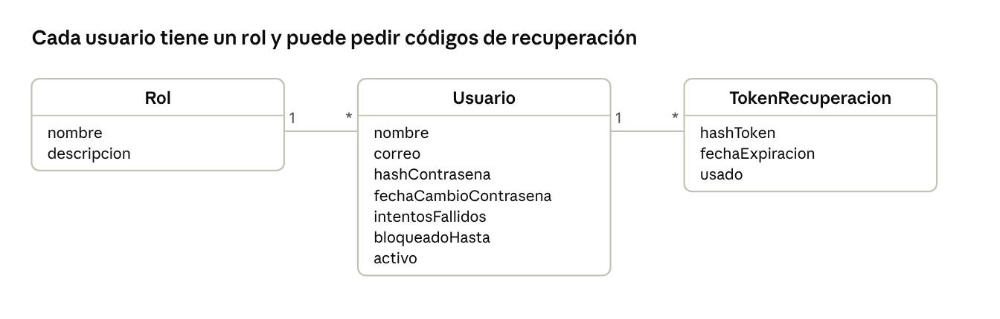 Cada usuario tiene un rol y puede pedir códigos de recuperación
Rol
nombre
descripcion
1
*
Usuario
nombre
correo
hashContrasena
fechaCambioContrasena
intentosFallidos
bloqueadoHasta
activo
1
*
TokenRecuperacion
hashToken
fechaExpiracion
usado